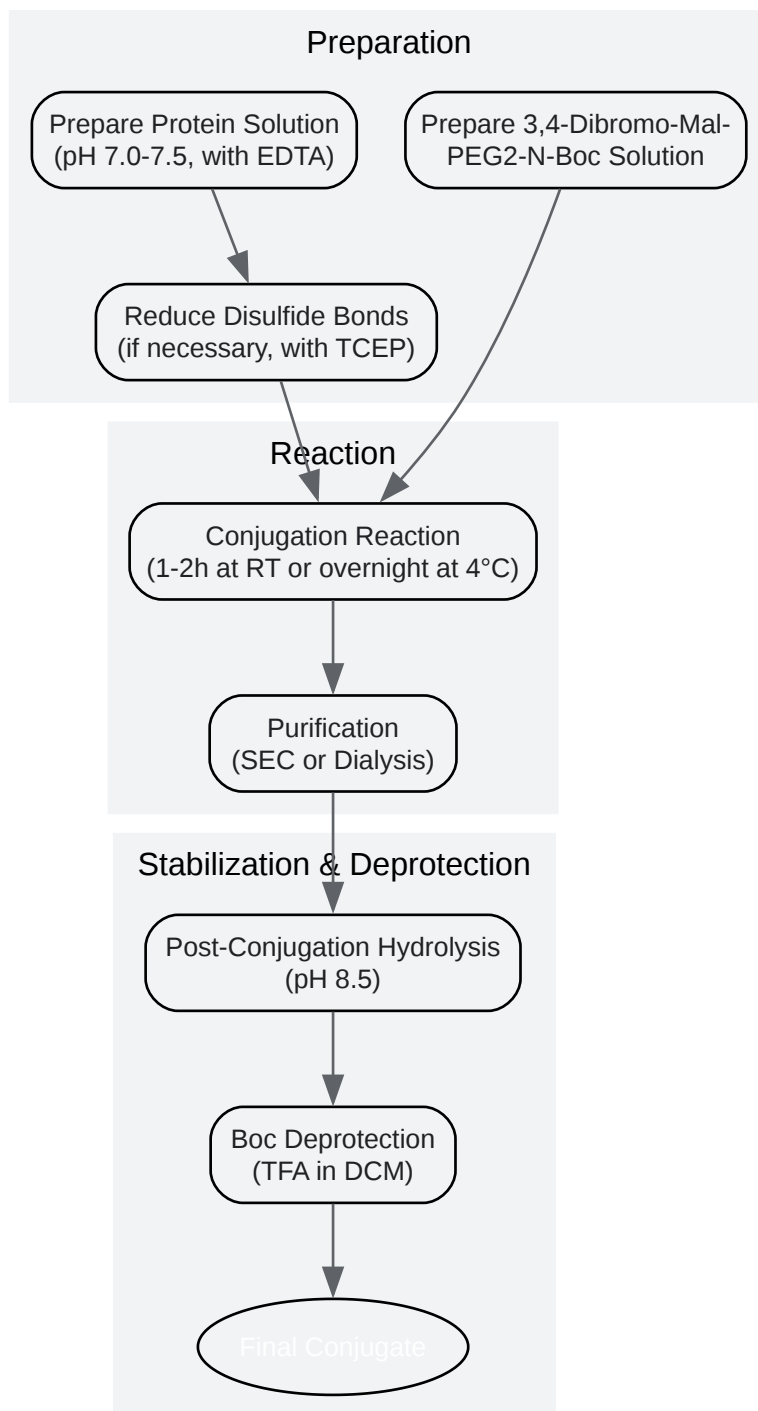 Preparation
Prepare Protein Solution
(pH 7.0-7.5, with EDTA)
Prepare 3,4-Dibromo-Mal-
PEG2-N-Boc Solution
Reduce Disulfide Bonds
(if necessary, with TCEP)
Reaction
Conjugation Reaction
(1-2h at RT or overnight at 4°C)
Purification
(SEC or Dialysis)
Stabilization & Deprotection
Post-Conjugation Hydrolysis
(pH 8.5)
Boc Deprotection
(TFA in DCM)
Final Conjugate